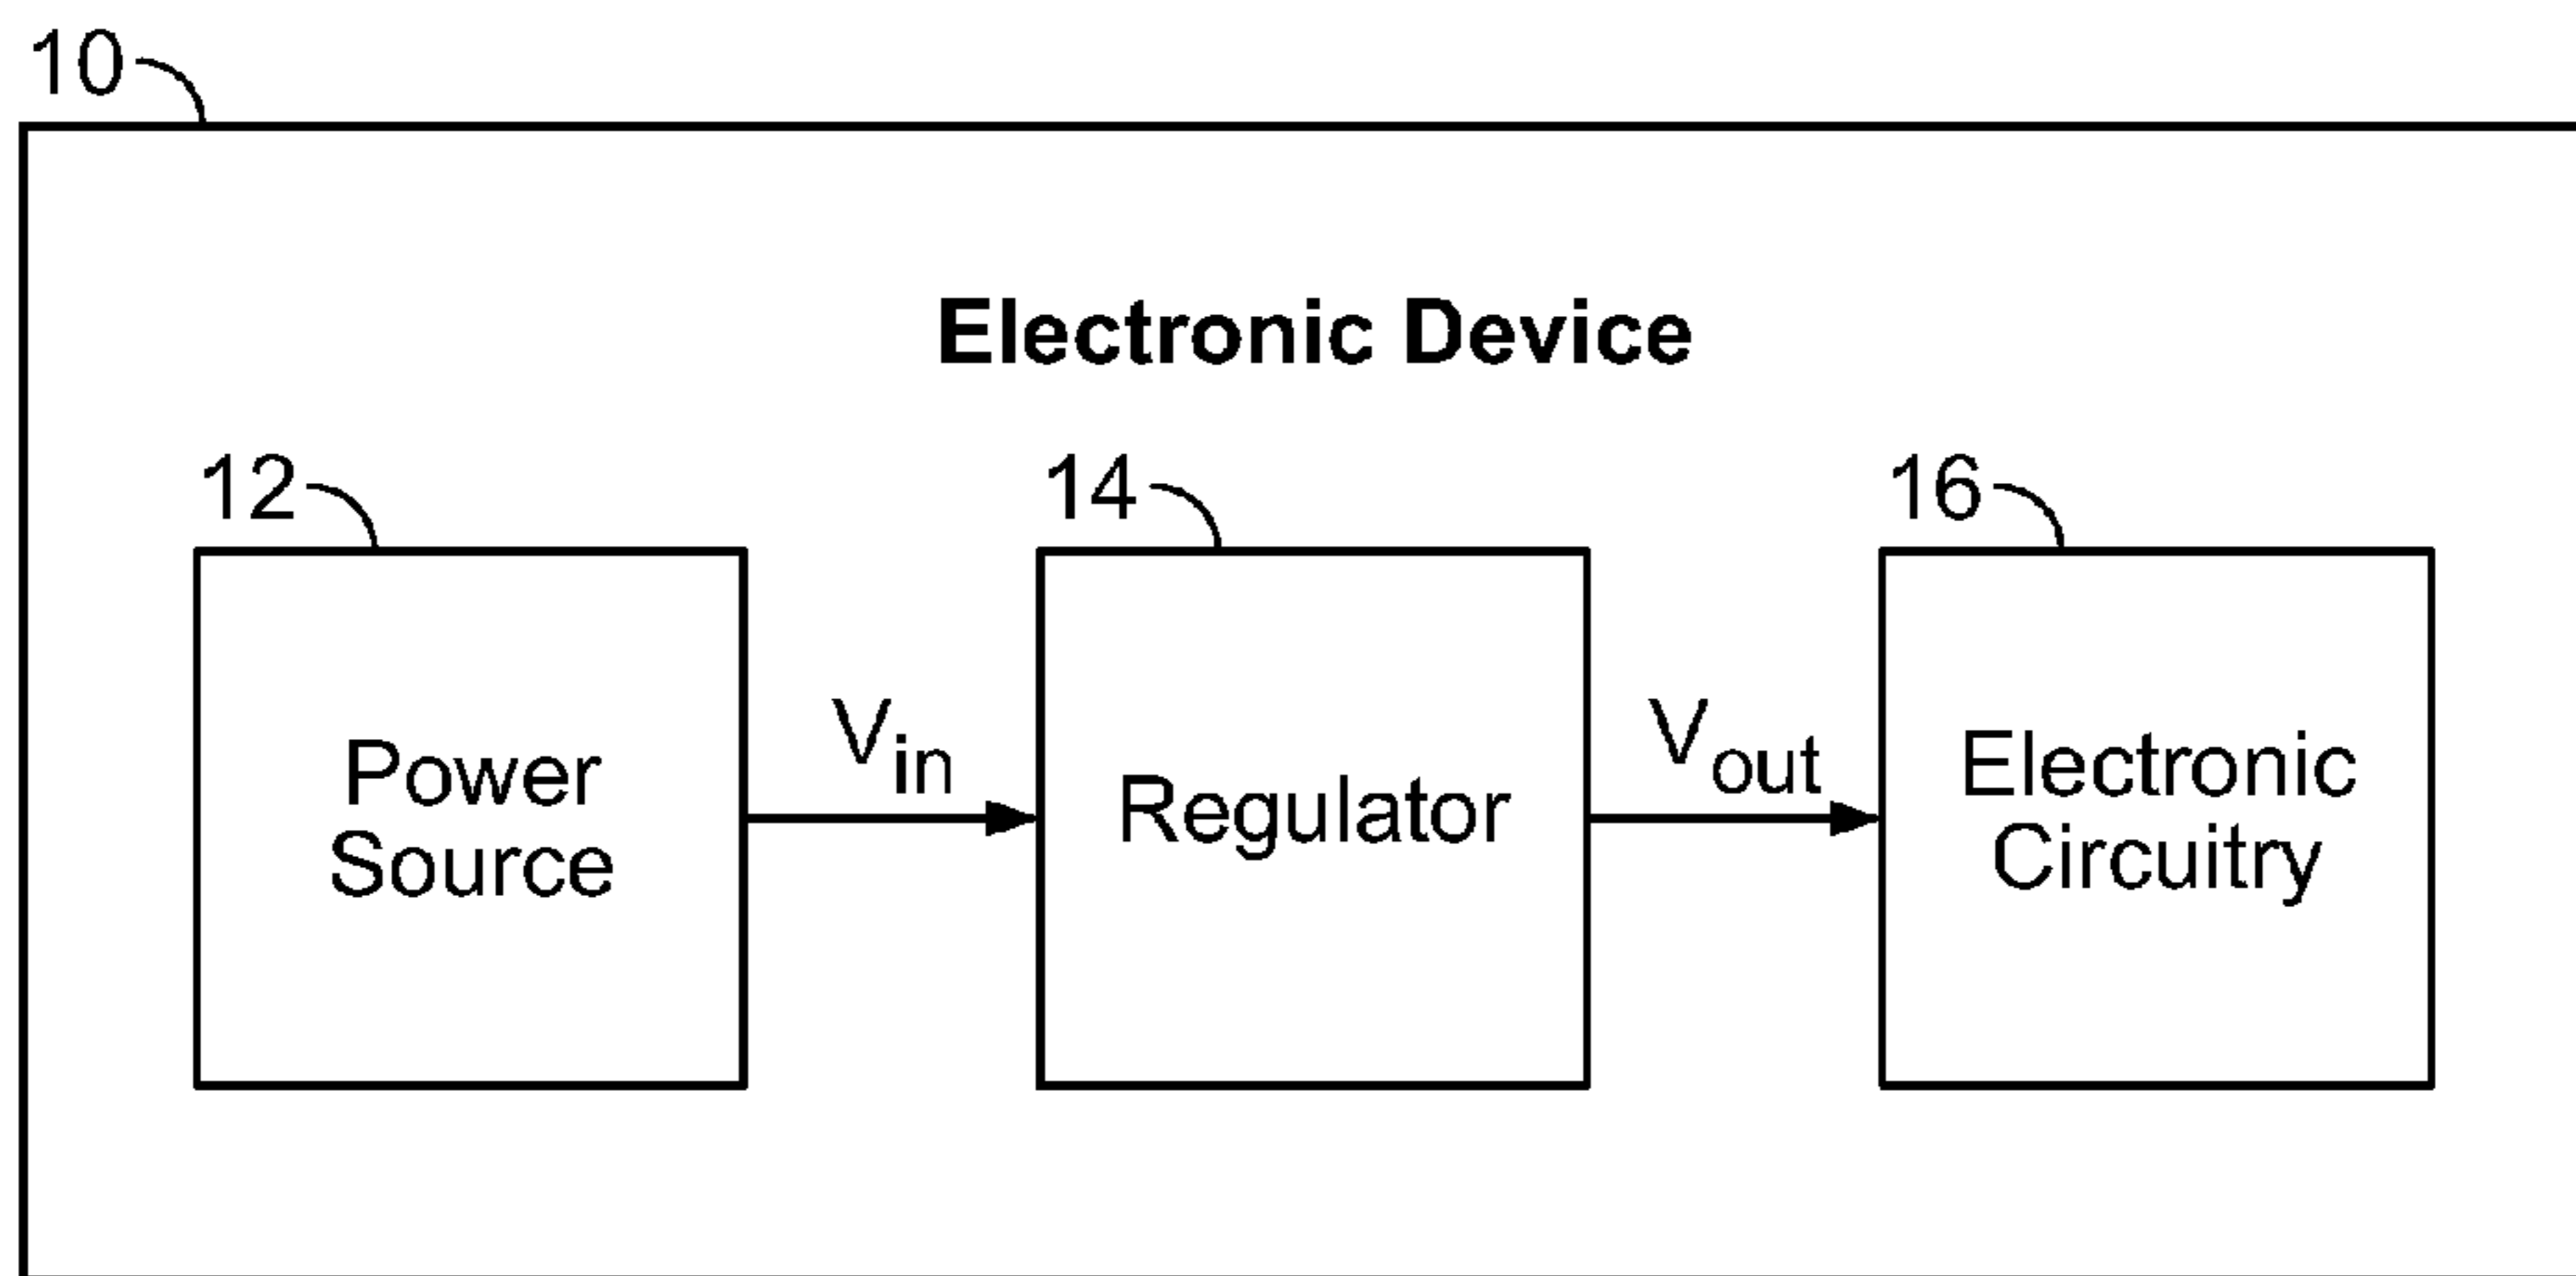 10
Electronic Device
12
14
16
Power
Source
Vin
Regulator
Vout
Electronic
Circuitry